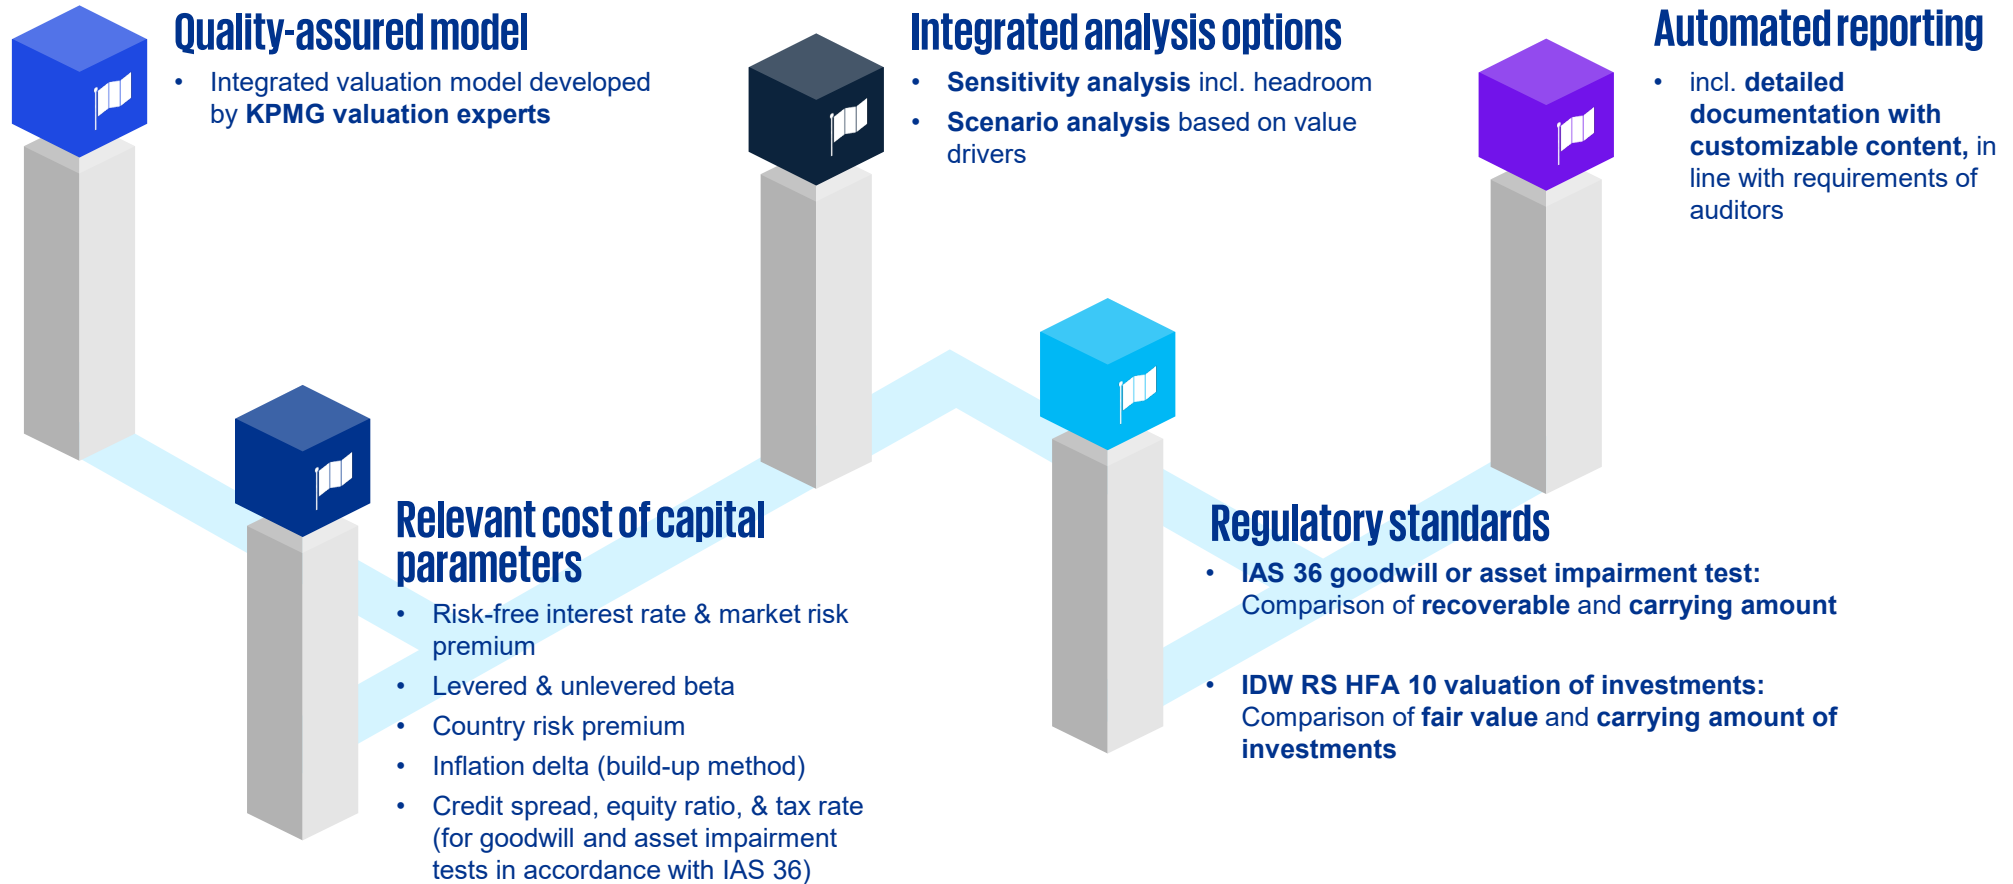 Quality-assured model
• Integrated valuation model developed
by KPMG valuation experts
Relevant cost of capital
parameters
• Risk-free interest rate & market risk
premium
• Levered & unlevered beta
• Country risk premium
• Inflation delta (build-up method)
• Credit spread, equity ratio, & tax rate
(for goodwill and asset impairment
tests in accordance with IAS 36)
Integrated analysis options
• Sensitivity analysis incl. headroom
• Scenario analysis based on value
drivers
Regulatory standards
• IAS 36 goodwill or asset impairment test:
Comparison of recoverable and carrying amount
• IDW RS HFA 10 valuation of investments:
Comparison of fair value and carrying amount of
investments
Automated reporting
• incl. detailed
documentation with
customizable content, in
line with requirements of
auditors